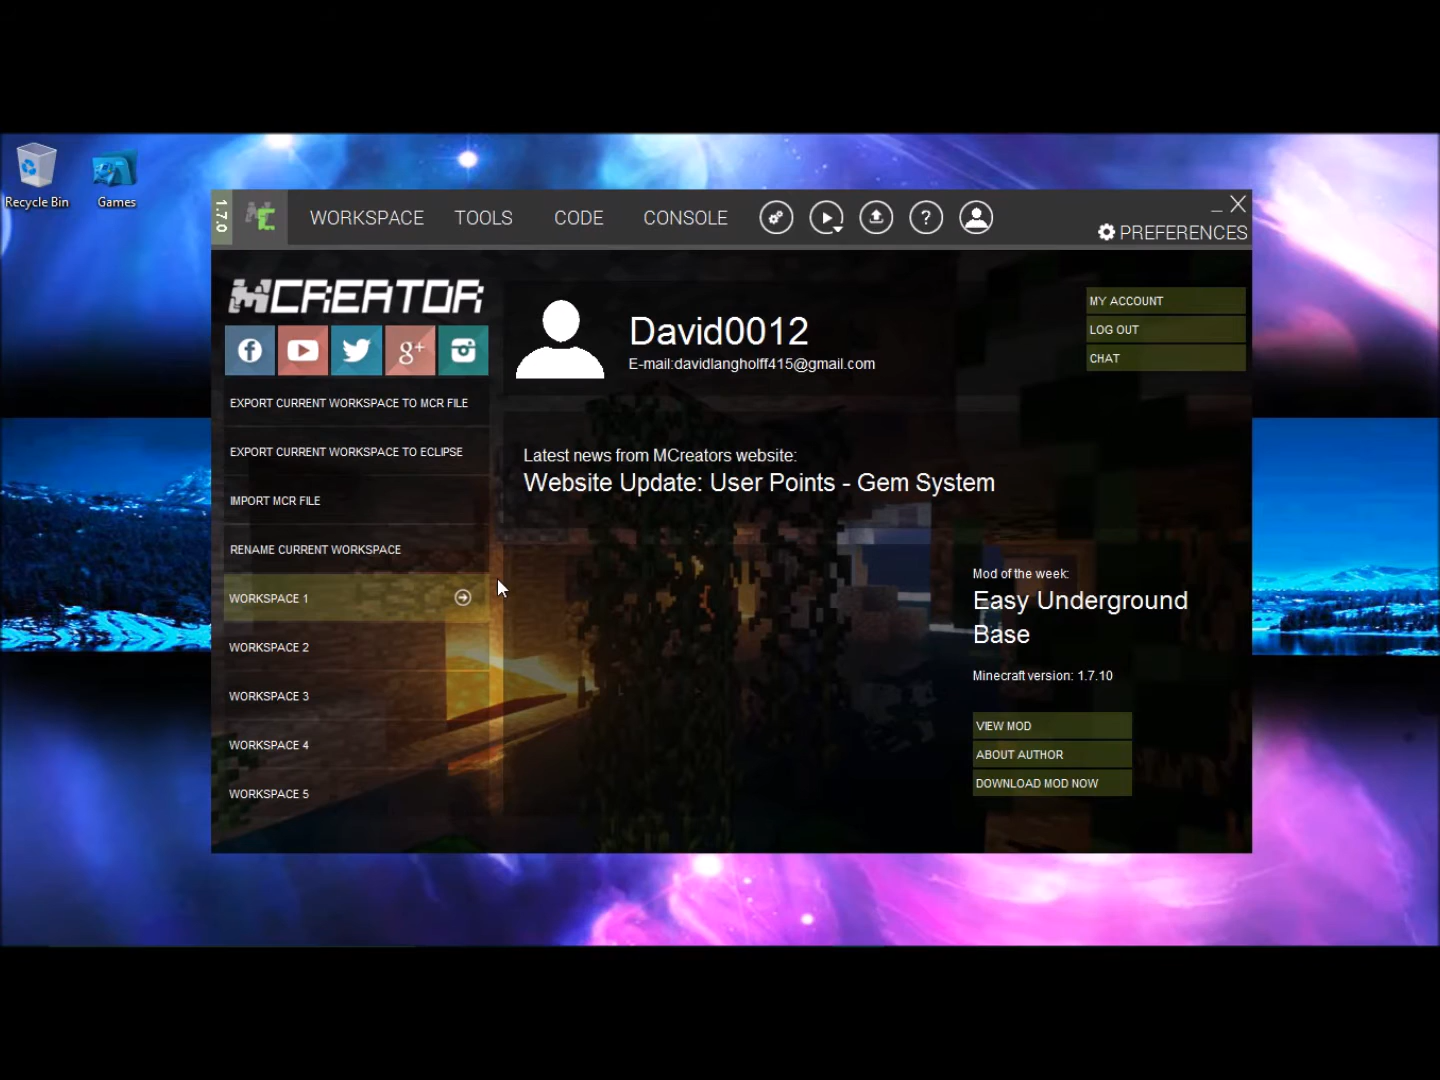 Recycle Bin
Games
1.7.0
WORKSPACE
TOOLS
CODE
CONSOLE
?
PREFERENCES
MCREATOR
g+
EXPORT CURRENT WORKSPACE TO MCR FILE
EXPORT CURRENT WORKSPACE TO ECLIPSE
IMPORT MCR FILE
RENAME CURRENT WORKSPACE
WORKSPACE 1
WORKSPACE 2
WORKSPACE 3
WORKSPACE 4
WORKSPACE 5
David0012
E-mail:davidlangholff415@gmail.com
MY ACCOUNT
LOG OUT
CHAT
Latest news from MCreators website:
Website Update: User Points - Gem System
Mod of the week:
Easy Underground
Base
Minecraft version: 1.7.10
VIEW MOD
ABOUT AUTHOR
DOWNLOAD MOD NOW